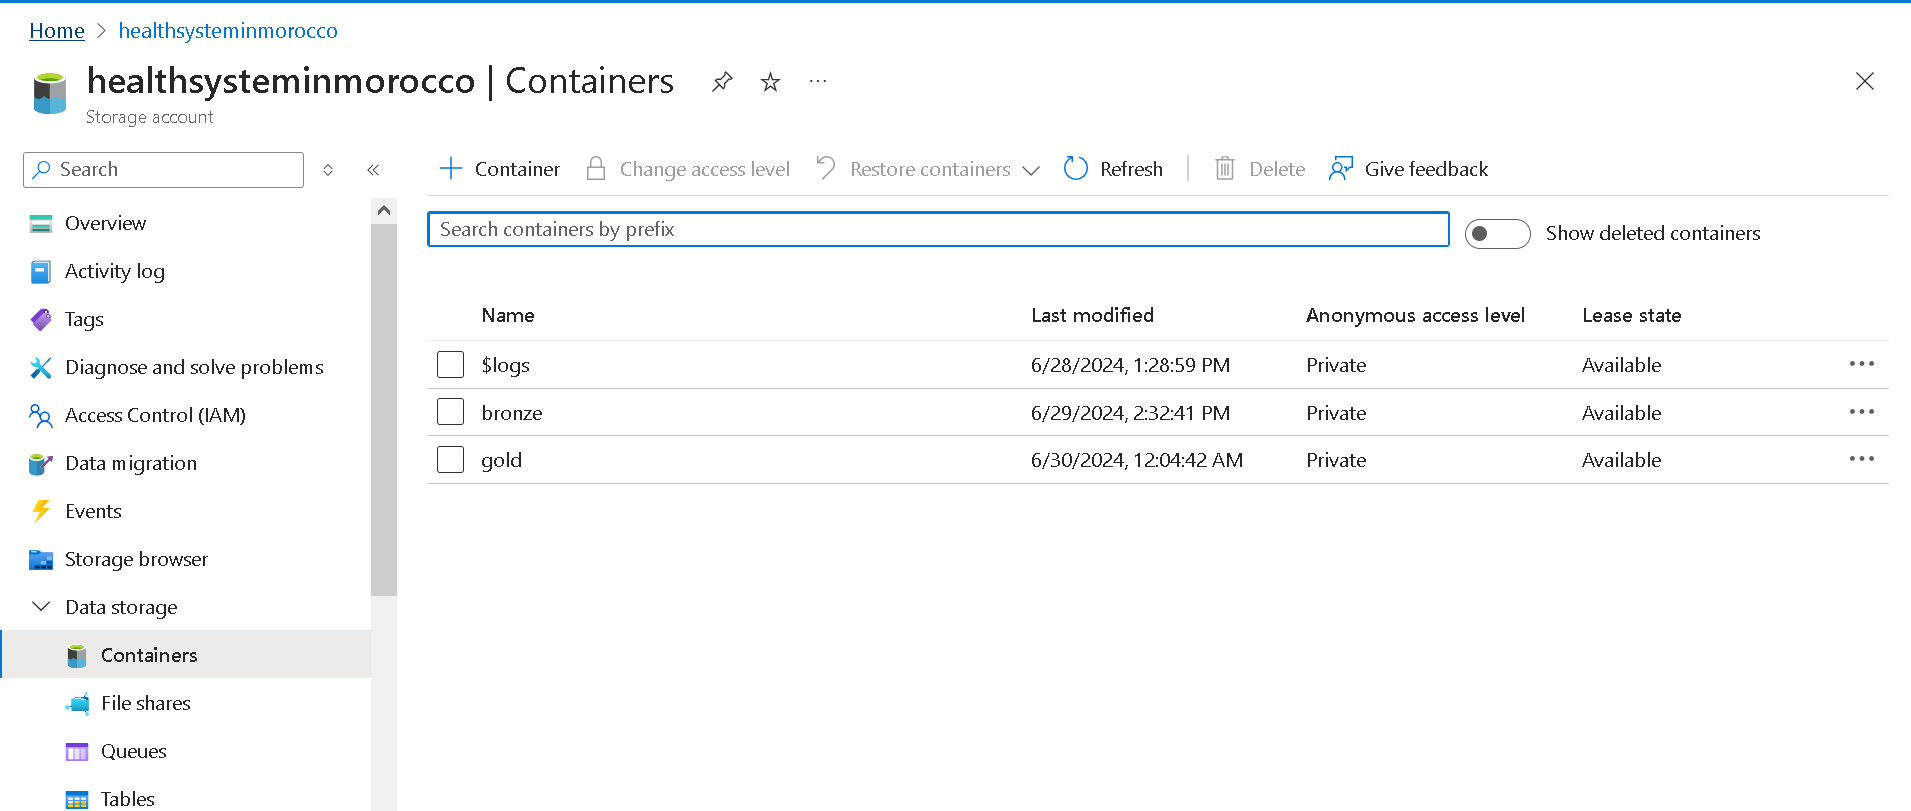 Home > healthsysteminmorocco
healthsysteminmorocco | Containers
Storage account
Search
Container Change access level Restore containers Refresh Delete Give feedback
Search containers by prefix
Show deleted containers
Overview
Activity log
Tags
Diagnose and solve problems
Access Control (IAM)
Data migration
Events
Storage browser
Data storage
Containers
File shares
Queues
Tables
Name Last modified Anonymous access level Lease state
$logs 6/28/2024, 1:28:59 PM Private Available
bronze 6/29/2024, 2:32:41 PM Private Available
gold 6/30/2024, 12:04:42 AM Private Available